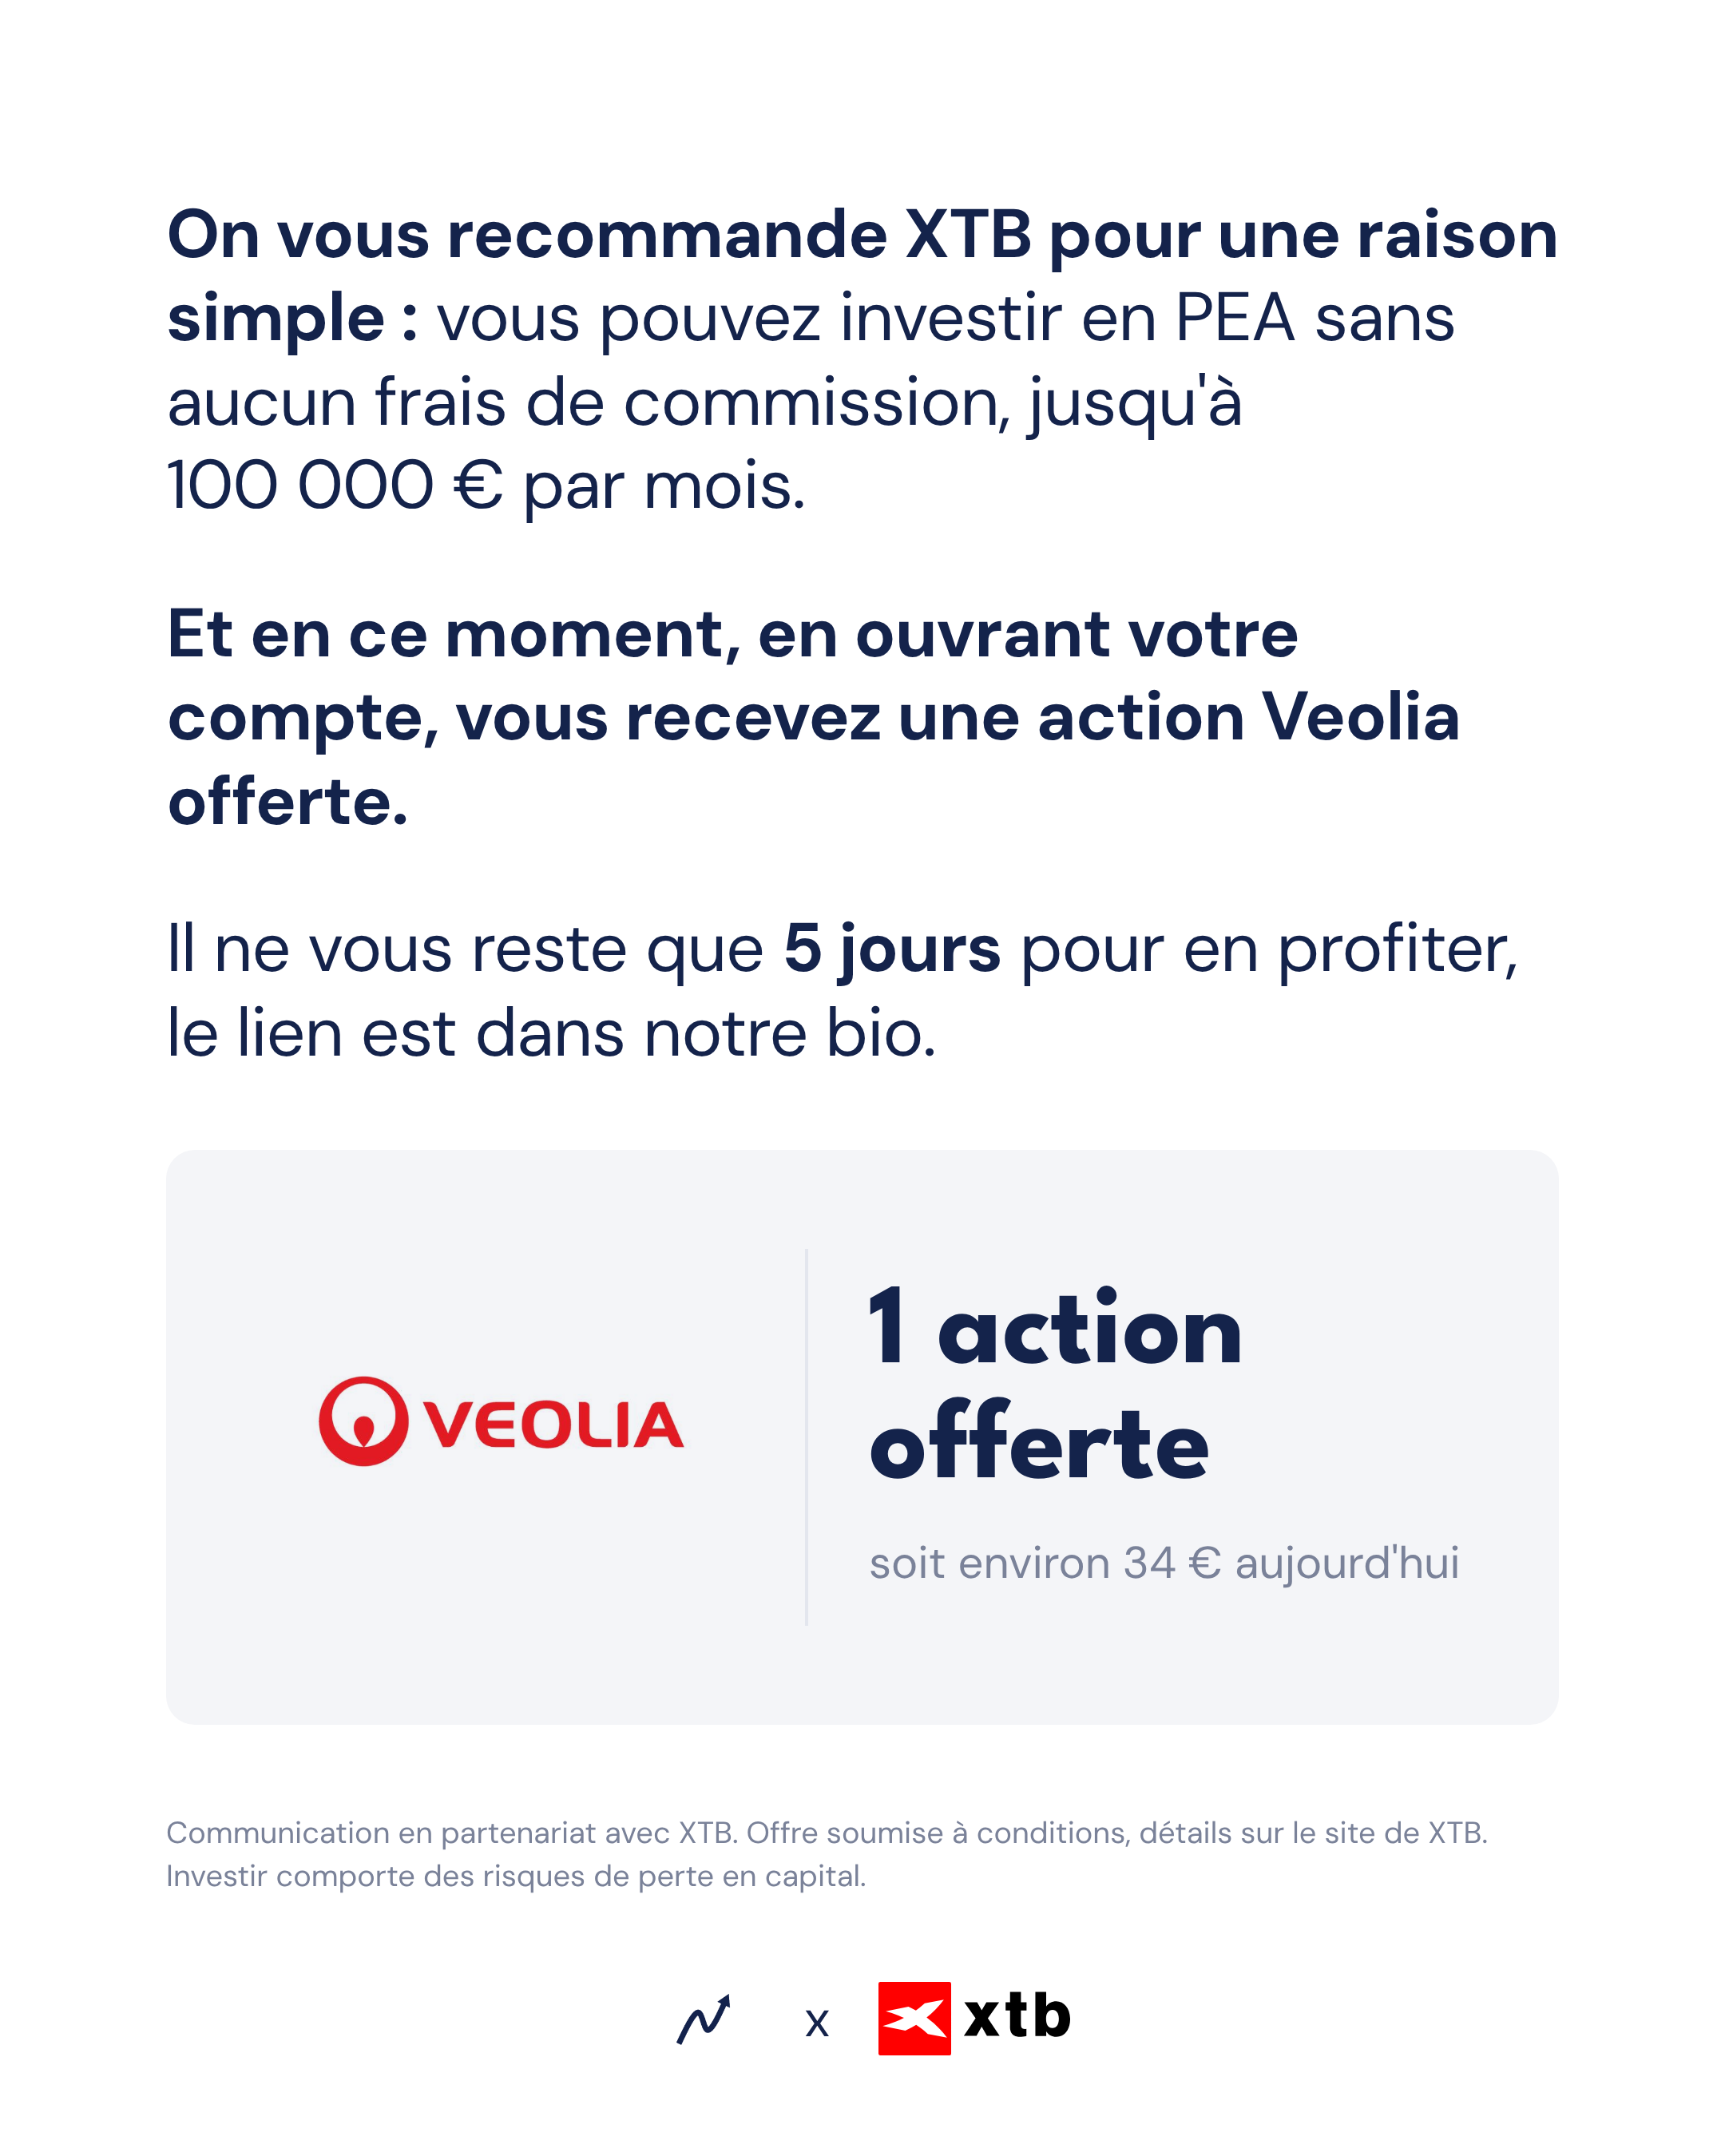 On vous recommande XTB pour une raison
simple : vous pouvez investir en PEA sans
aucun frais de commission, jusqu'à
100 000 € par mois.
Et en ce moment, en ouvrant votre
compte, vous recevez une action Veolia
offerte.
Il ne vous reste que 5 jours pour en profiter,
le lien est dans notre bio.
VEOLIA
1 action
offerte
soit environ 34 € aujourd'hui
Communication en partenariat avec XTB. Offre soumise à conditions, détails sur le site de XTB.
Investir comporte des risques de perte en capital.
x xtb